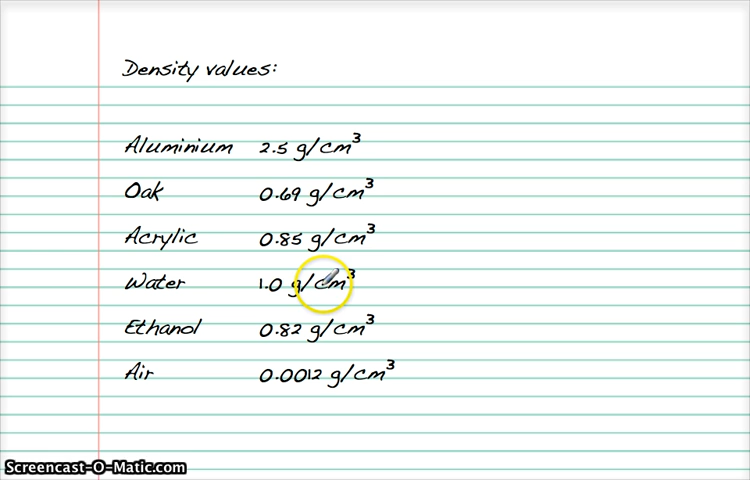 Density values:
Aluminium 2.5 g/cm³
Oak 0.69 g/cm³
Acrylic 0.85 g/cm³
Water 1.0 g/cm³
Ethanol 0.82 g/cm³
Air 0.0012 g/cm³
Screencast-O-Matic.com